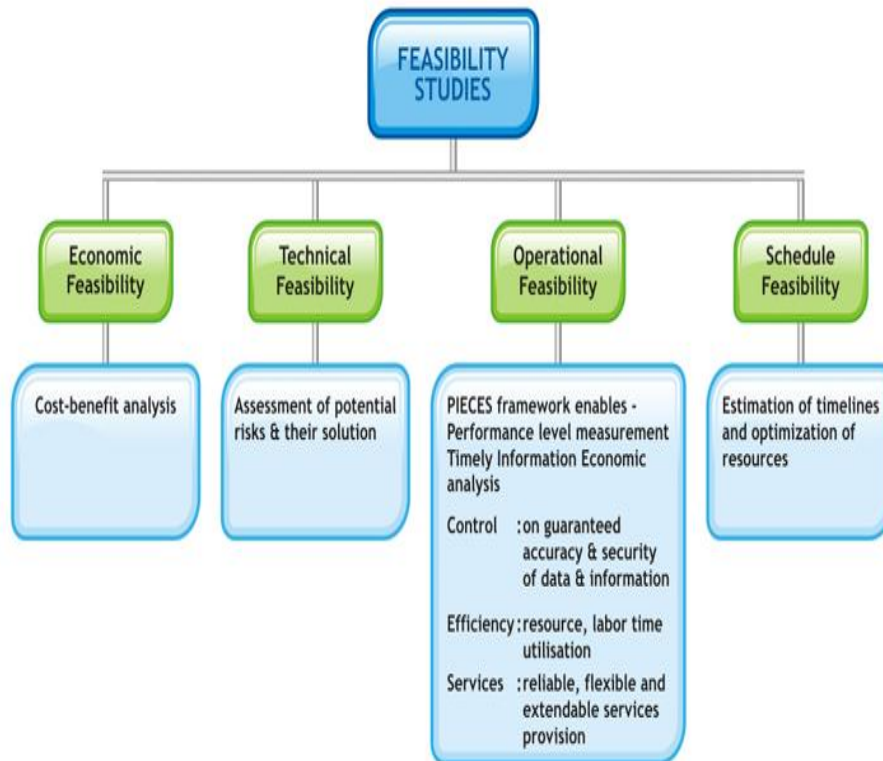 FEASIBILITY
STUDIES
Economic
Feasibility
Technical
Feasibility
Operational
Feasibility
Schedule
Feasibility
Cost-benefit analysis
Assessment of potential
risks & their solution
PIECES framework enables -
Performance level measurement
Timely Information Economic
analysis
Control : on guaranteed
accuracy & security
of data & information
Efficiency : resource, labor time
utilisation
Services : reliable, flexible and
extendable services
provision
Estimation of timelines
and optimization of
resources